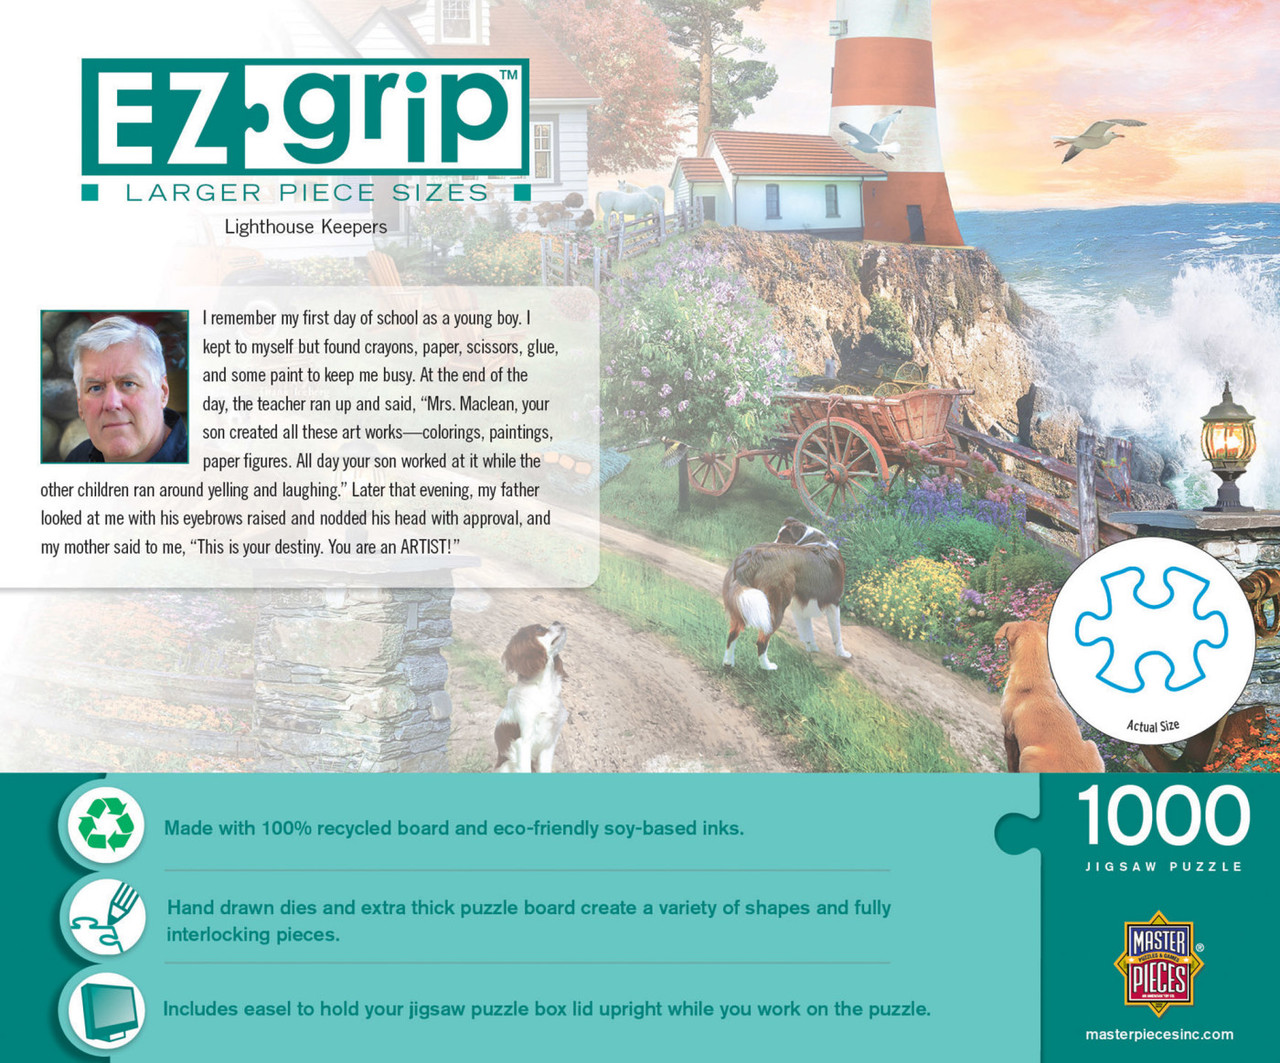 EZ grip™
LARGER PIECE SIZES
Lighthouse Keepers
I remember my first day of school as a young boy. I
kept to myself but found crayons, paper, scissors, glue,
and some paint to keep me busy. At the end of the
day, the teacher ran up and said, “Mrs. Maclean, your
son created all these art works—colorings, paintings,
paper figures. All day your son worked at it while the
other children ran around yelling and laughing.” Later that evening, my father
looked at me with his eyebrows raised and nodded his head with approval, and
my mother said to me, “This is your destiny. You are an ARTIST!”
Actual Size
Made with 100% recycled board and eco-friendly soy-based inks.
Hand drawn dies and extra thick puzzle board create a variety of shapes and fully
interlocking pieces.
Includes easel to hold your jigsaw puzzle box lid upright while you work on the puzzle.
1000
JIGSAW PUZZLE
MASTER
PUZZLES & GAMES
PIECES
AN AMERICAN TOY CO.
®
masterpiecesinc.com